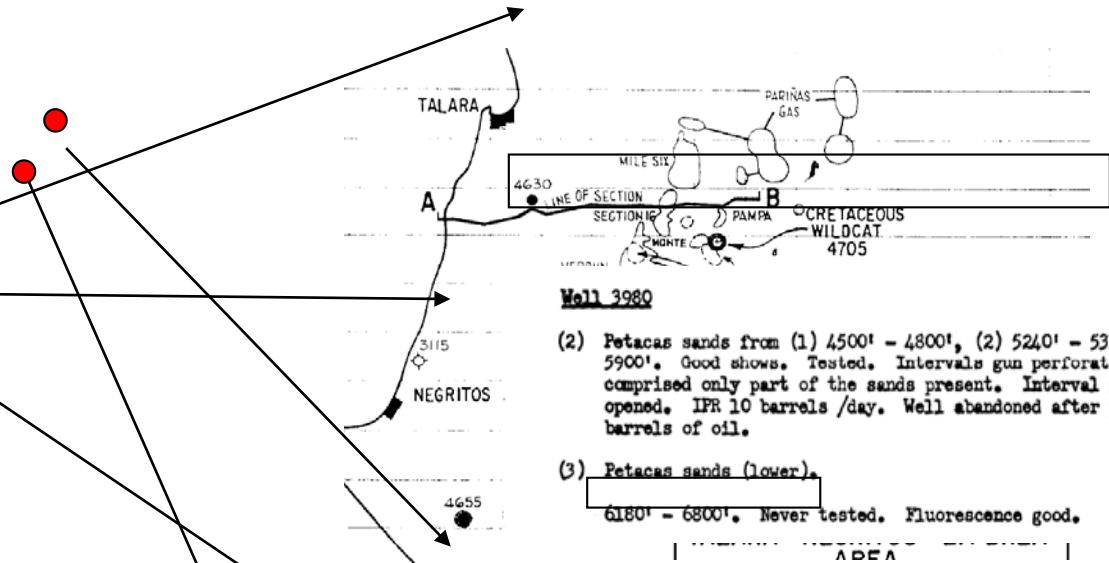 TALARA
PARIÑAS
GAS
MILE SIX
4630
LINE OF SECTION
A
B
SECTION 16
PAMPA
CRETACEOUS
WILDCAT
4705
MONTE
3115
NEGRITOS
4655
Well 3980
(2) Petacas sands from (1) 4500' - 4800', (2) 5240' - 53
5900'. Good shows. Tested. Intervals gun perforat
comprised only part of the sands present. Interval
opened. IPR 10 barrels /day. Well abandoned after
barrels of oil.
(3) Petacas sands (lower).
6180' - 6800'. Never tested. Fluorescence good.
AREA